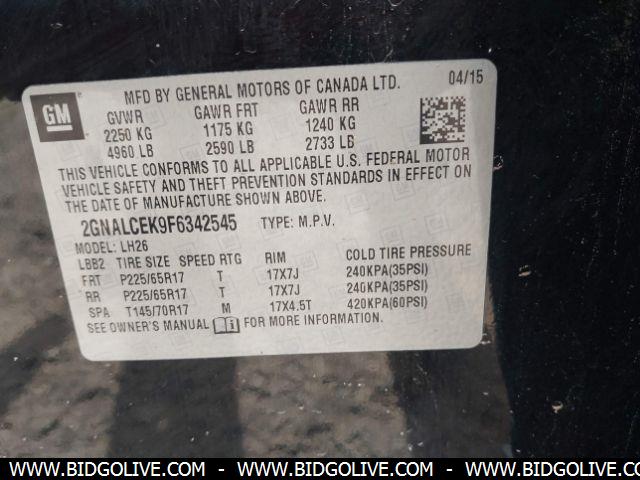 MFD BY GENERAL MOTORS OF CANADA LTD. 04/15
GM
GVWR GAWR FRT GAWR RR
2250 KG 1175 KG 1240 KG
4960 LB 2590 LB 2733 LB
THIS VEHICLE CONFORMS TO ALL APPLICABLE U.S. FEDERAL MOTOR
VEHICLE SAFETY AND THEFT PREVENTION STANDARDS IN EFFECT ON
THE DATE OF MANUFACTURE SHOWN ABOVE.
2GNALCEK9F6342545 TYPE: M.P.V.
MODEL: LH26
LBB2 TIRE SIZE SPEED RTG RIM COLD TIRE PRESSURE
FRT P225/65R17 T 17X7J 240KPA(35PSI)
RR P225/65R17 T 17X7J 240KPA(35PSI)
SPA T145/70R17 M 17X4.5T 420KPA(60PSI)
SEE OWNER'S MANUAL FOR MORE INFORMATION.
WWW.BIDGOLIVE.COM - WWW.BIDGOLIVE.COM - WWW.BIDGOLIVE.COM